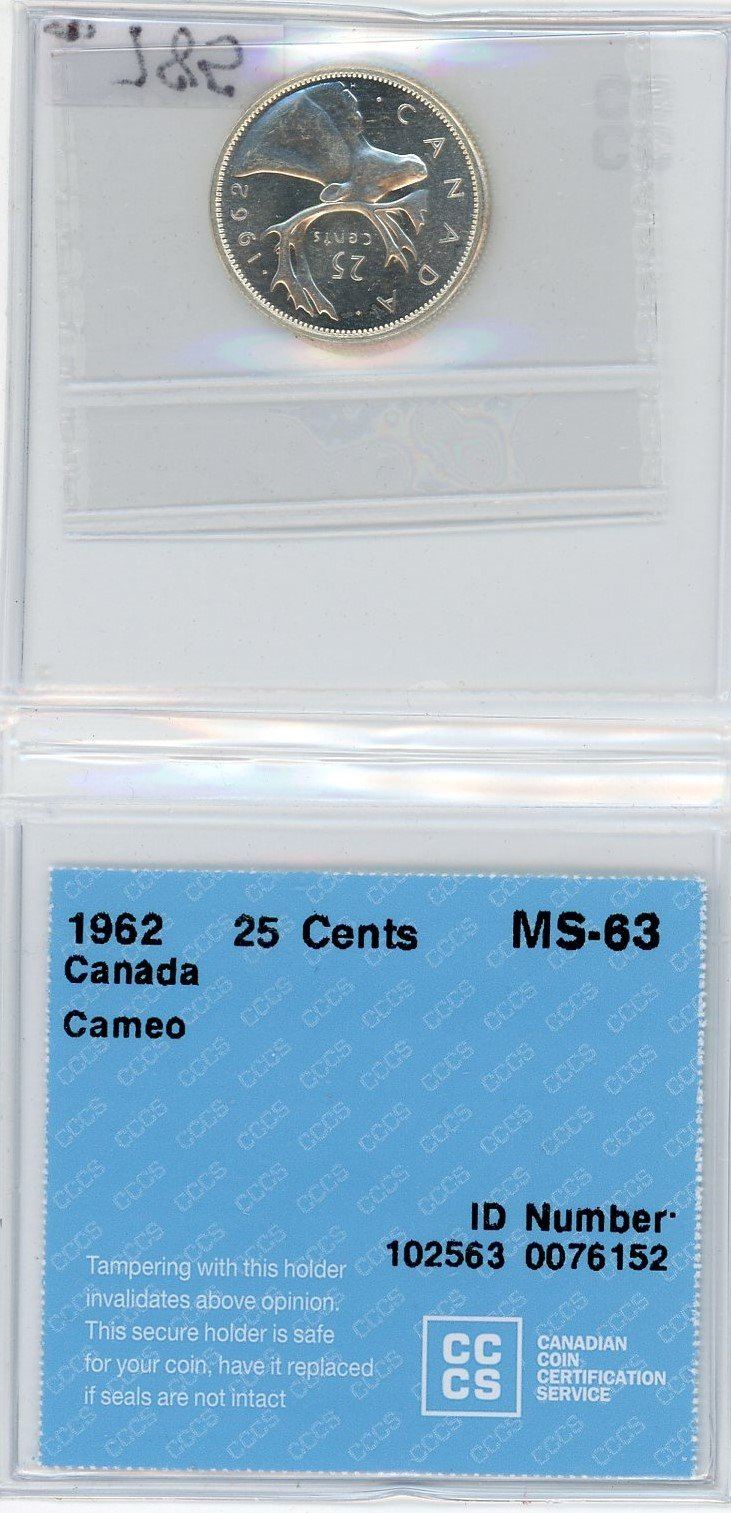 CANADA
1962
25
Cents
1962 25 Cents MS-63
Canada
Cameo
ID Number
102563 0076152
Tampering with this holder
invalidates above opinion.
This secure holder is safe
for your coin, have it replaced
if seals are not intact
CC
CS
CANADIAN
COIN
CERTIFICATION
SERVICE